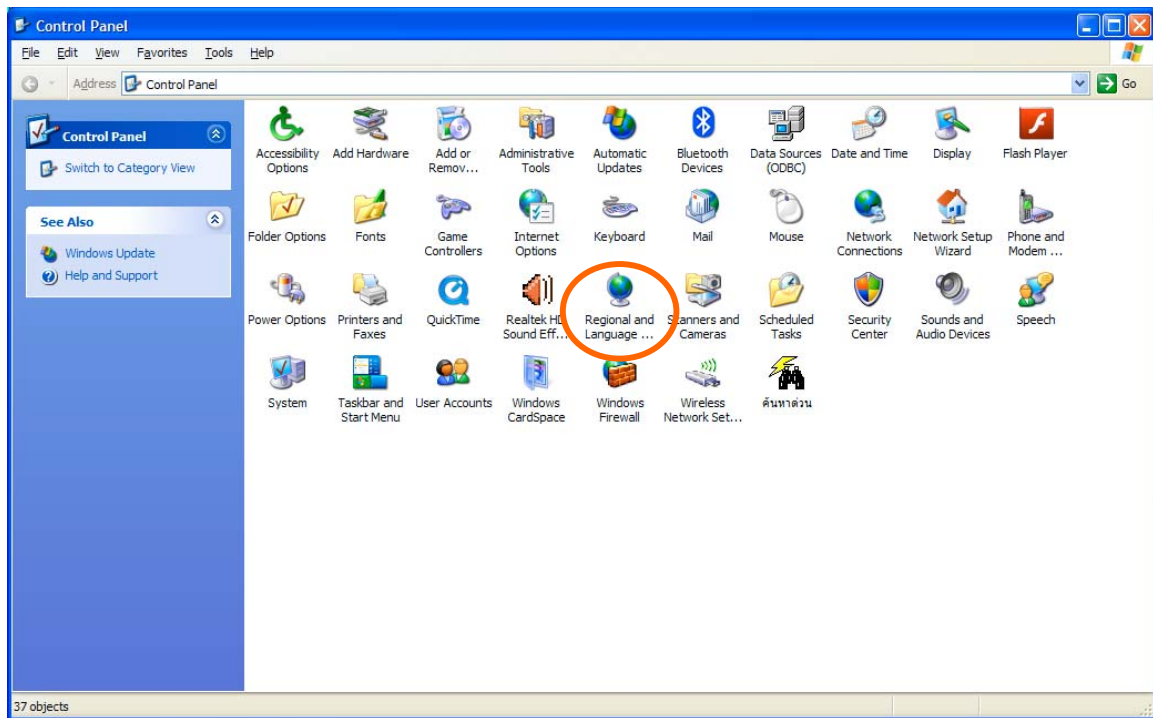 Control Panel
File Edit View Favorites Tools Help
Address Control Panel Go
Control Panel
Switch to Category View
See Also
Windows Update
Help and Support
Accessibility Options
Add Hardware
Add or Remov...
Administrative Tools
Automatic Updates
Bluetooth Devices
Data Sources (ODBC)
Date and Time
Display
Flash Player
Folder Options
Fonts
Game Controllers
Internet Options
Keyboard
Mail
Mouse
Network Connections
Network Setup Wizard
Phone and Modem ...
Power Options
Printers and Faxes
QuickTime
Realtek HD Sound Eff...
Regional and Language ...
Scanners and Cameras
Scheduled Tasks
Security Center
Sounds and Audio Devices
Speech
System
Taskbar and Start Menu
User Accounts
Windows CardSpace
Windows Firewall
Wireless Network Set...
ค้นหาด่วน
37 objects